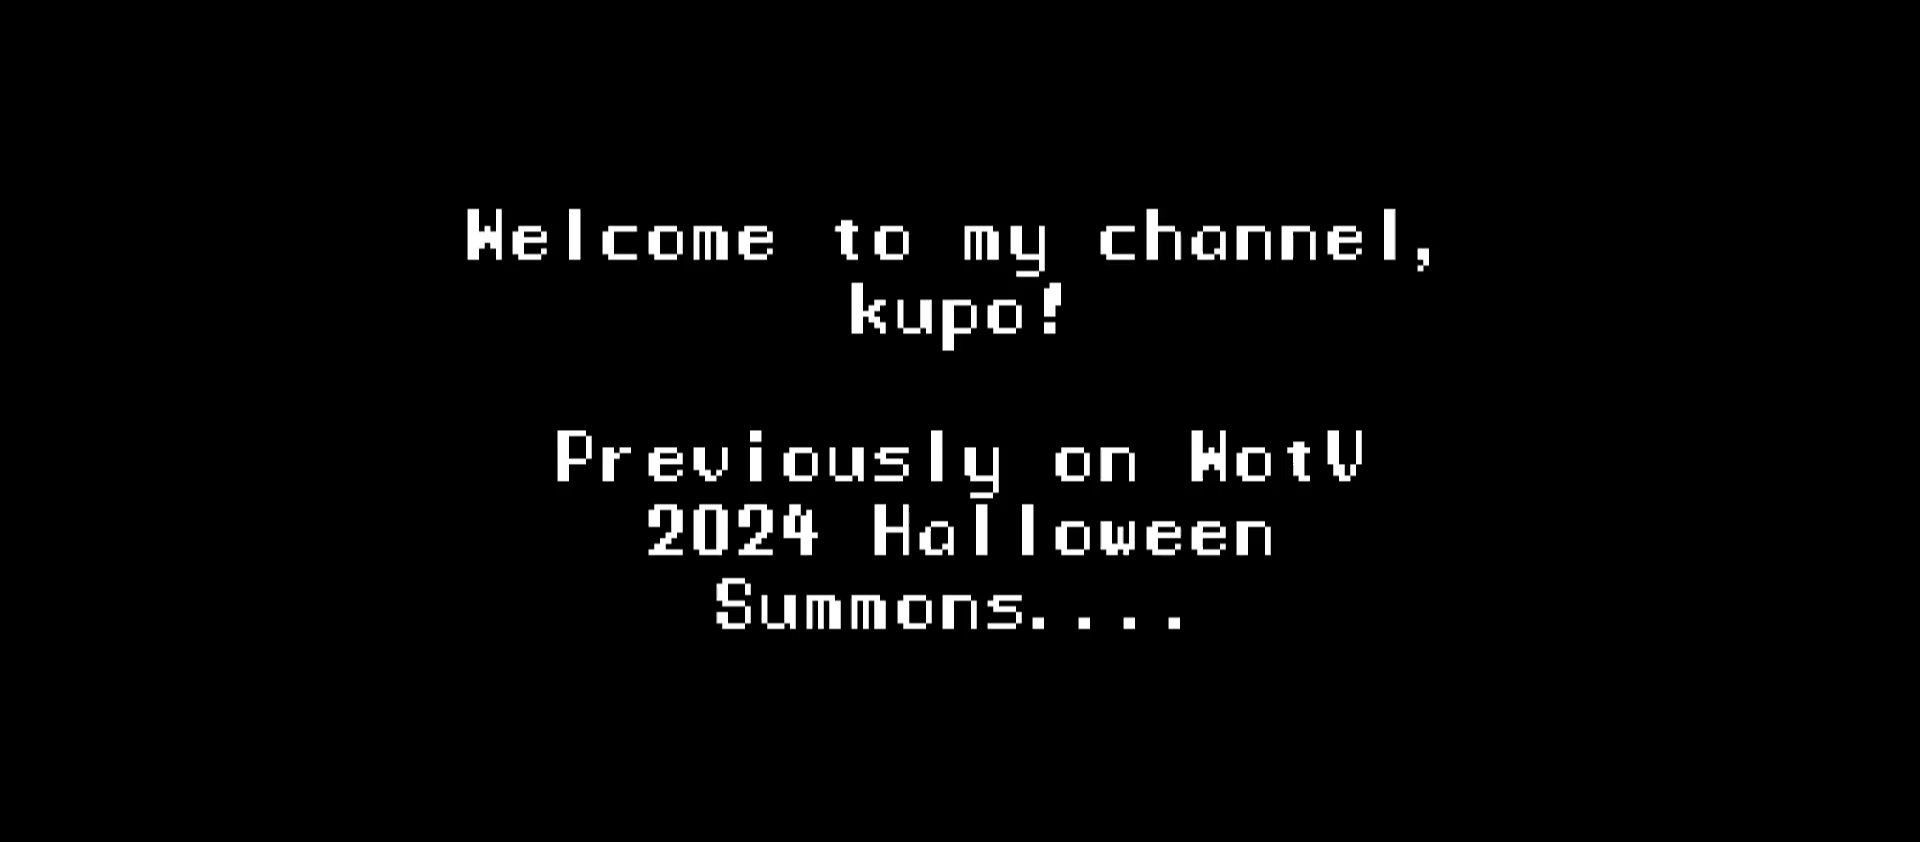 Welcome to my channel,
kupo!
Previously on WotV
2024 Halloween
Summons....